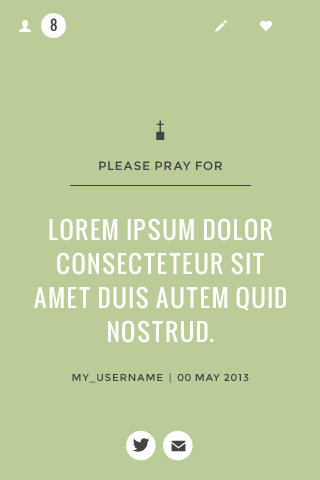 8
PLEASE PRAY FOR
LOREM IPSUM DOLOR
CONSECTETEUR SIT
AMET DUIS AUTEM QUID
NOSTRUD.
MY_USERNAME | 00 MAY 2013